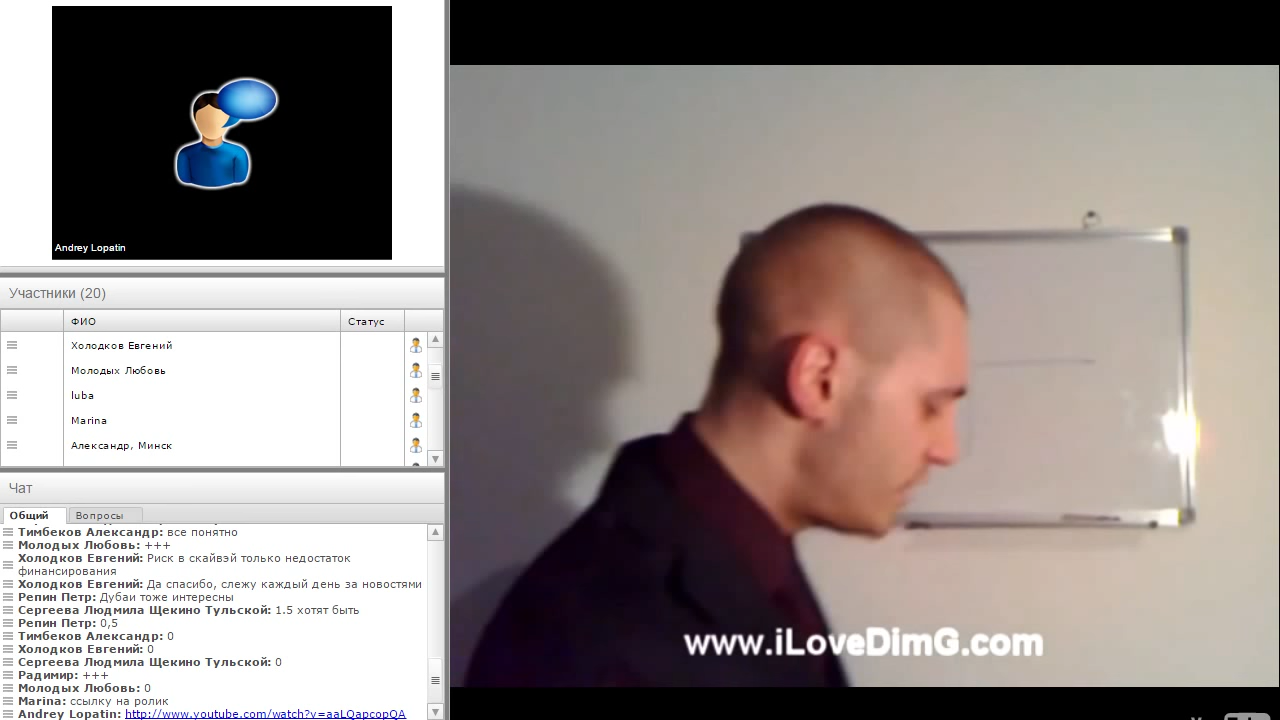 Andrey Lopatin
Участники (20)
ФИО
Статус
Холодков Евгений
Молодых Любовь
luba
Marina
Александр, Минск
Чат
Общий
Вопросы
Тимбеков Александр: все понятно
Молодых Любовь: +++
Холодков Евгений: Риск в скайвэй только недостаток
финансирования
Холодков Евгений: Да спасибо, слежу каждый день за новостями
Репин Петр: Дубаи тоже интересны
Сергеева Людмила Щекино Тульской: 1.5 хотят быть
Репин Петр: 0,5
Тимбеков Александр: 0
Холодков Евгений: 0
Сергеева Людмила Щекино Тульской: 0
Радимир: +++
Молодых Любовь: 0
Marina: ссылку на ролик
Andrey Lopatin: http://www.youtube.com/watch?v=aaLQapcopQA
www.iLoveDimG.com